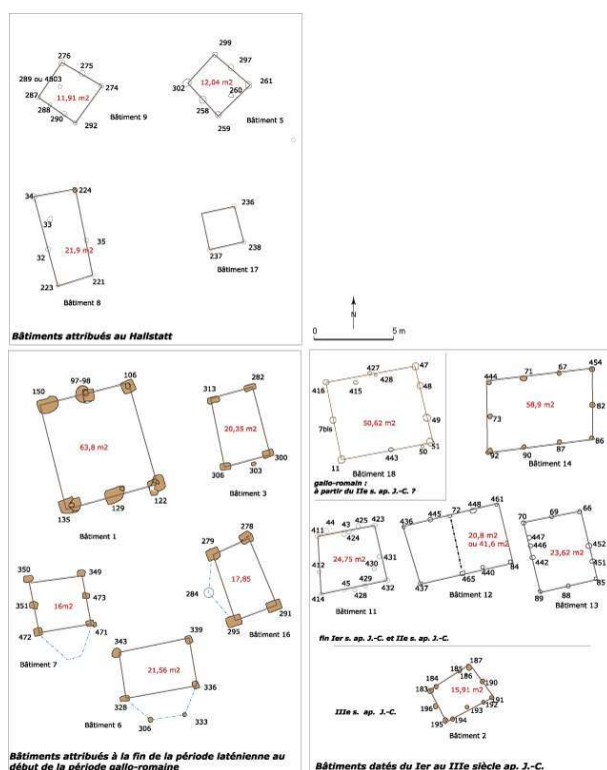 276
275
289 ou 4503
274
287
11,91 m2
288
290
292
Bâtiment 9
299
297
12,04 m2
302
261
260
258
259
Bâtiment 5
34
224
33
35
32
21,9 m2
223
221
Bâtiment 8
236
237
238
Bâtiment 17
Bâtiments attribués au Hallstatt
N
0 5 m
97-98
106
150
63,8 m2
129
122
135
Bâtiment 1
282
313
20,35 m2
300
306
303
Bâtiment 3
278
279
17,85
284
291
295
Bâtiment 16
350
349
351
16m2
473
472
471
Bâtiment 7
339
343
21,56 m2
336
328
306
333
Bâtiment 6
Bâtiments attribués à la fin de la période laténienne au
début de la période gallo-romaine
427
47
416
415
428
48
50,62 m2
7bis
49
51
50
443
11
Bâtiment 18
gallo-romain :
à partir du IIe s. ap. J.-C. ?
454
444
71
67
58,9 m2
82
73
86
92
90
87
Bâtiment 14
411
44
43
425
423
424
24,75 m2
431
412
430
45
429
432
414
428
Bâtiment 11
461
448
72
445
436
20,8 m2
ou 41,6 m2
84
440
465
437
Bâtiment 12
70
69
66
447
446
452
23,62 m2
442
451
85
88
89
Bâtiment 13
fin Ier s. ap. J.-C. et IIe s. ap. J.-C.
187
185
186
184
183
15,91 m2
190
191
192
193
196
194
195
Bâtiment 2
IIIe s. ap. J.-C.
Bâtiments datés du Ier au IIIe siècle ap. J.-C.